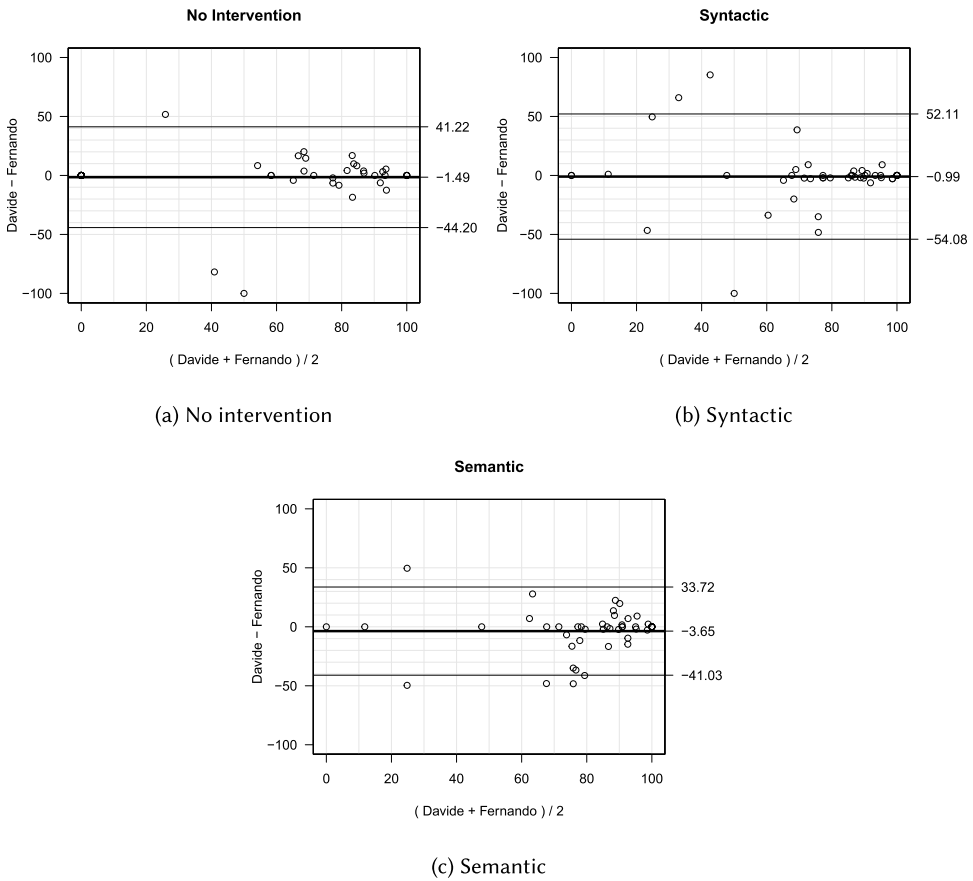 No Intervention
Davide − Fernando
100
50
0
−50
−100
41.22
−1.49
−44.20
0 20 40 60 80 100
( Davide + Fernando ) / 2
(a) No intervention
Syntactic
Davide − Fernando
100
50
0
−50
−100
52.11
−0.99
−54.08
0 20 40 60 80 100
( Davide + Fernando ) / 2
(b) Syntactic
Semantic
Davide − Fernando
100
50
0
−50
−100
33.72
−3.65
−41.03
0 20 40 60 80 100
( Davide + Fernando ) / 2
(c) Semantic